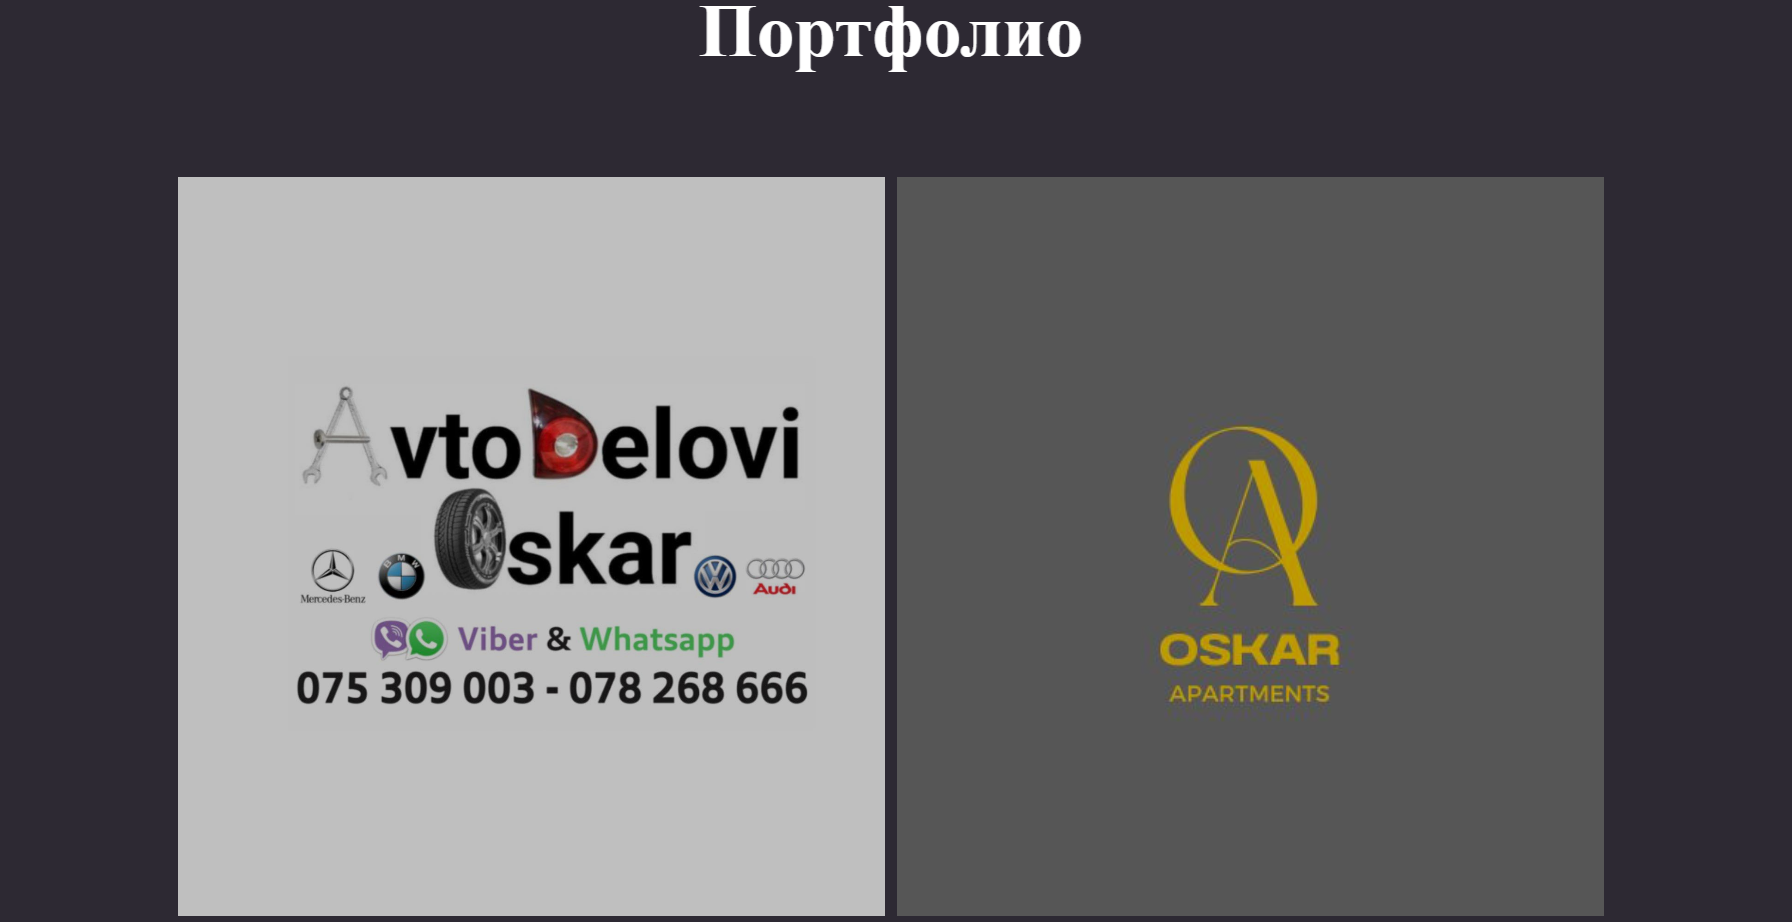 Портфолио
AvtoDelovi
Oskar
Mercedes-Benz
BMW
Audi
Viber & Whatsapp
075 309 003 - 078 268 666
OA
OSKAR
APARTMENTS